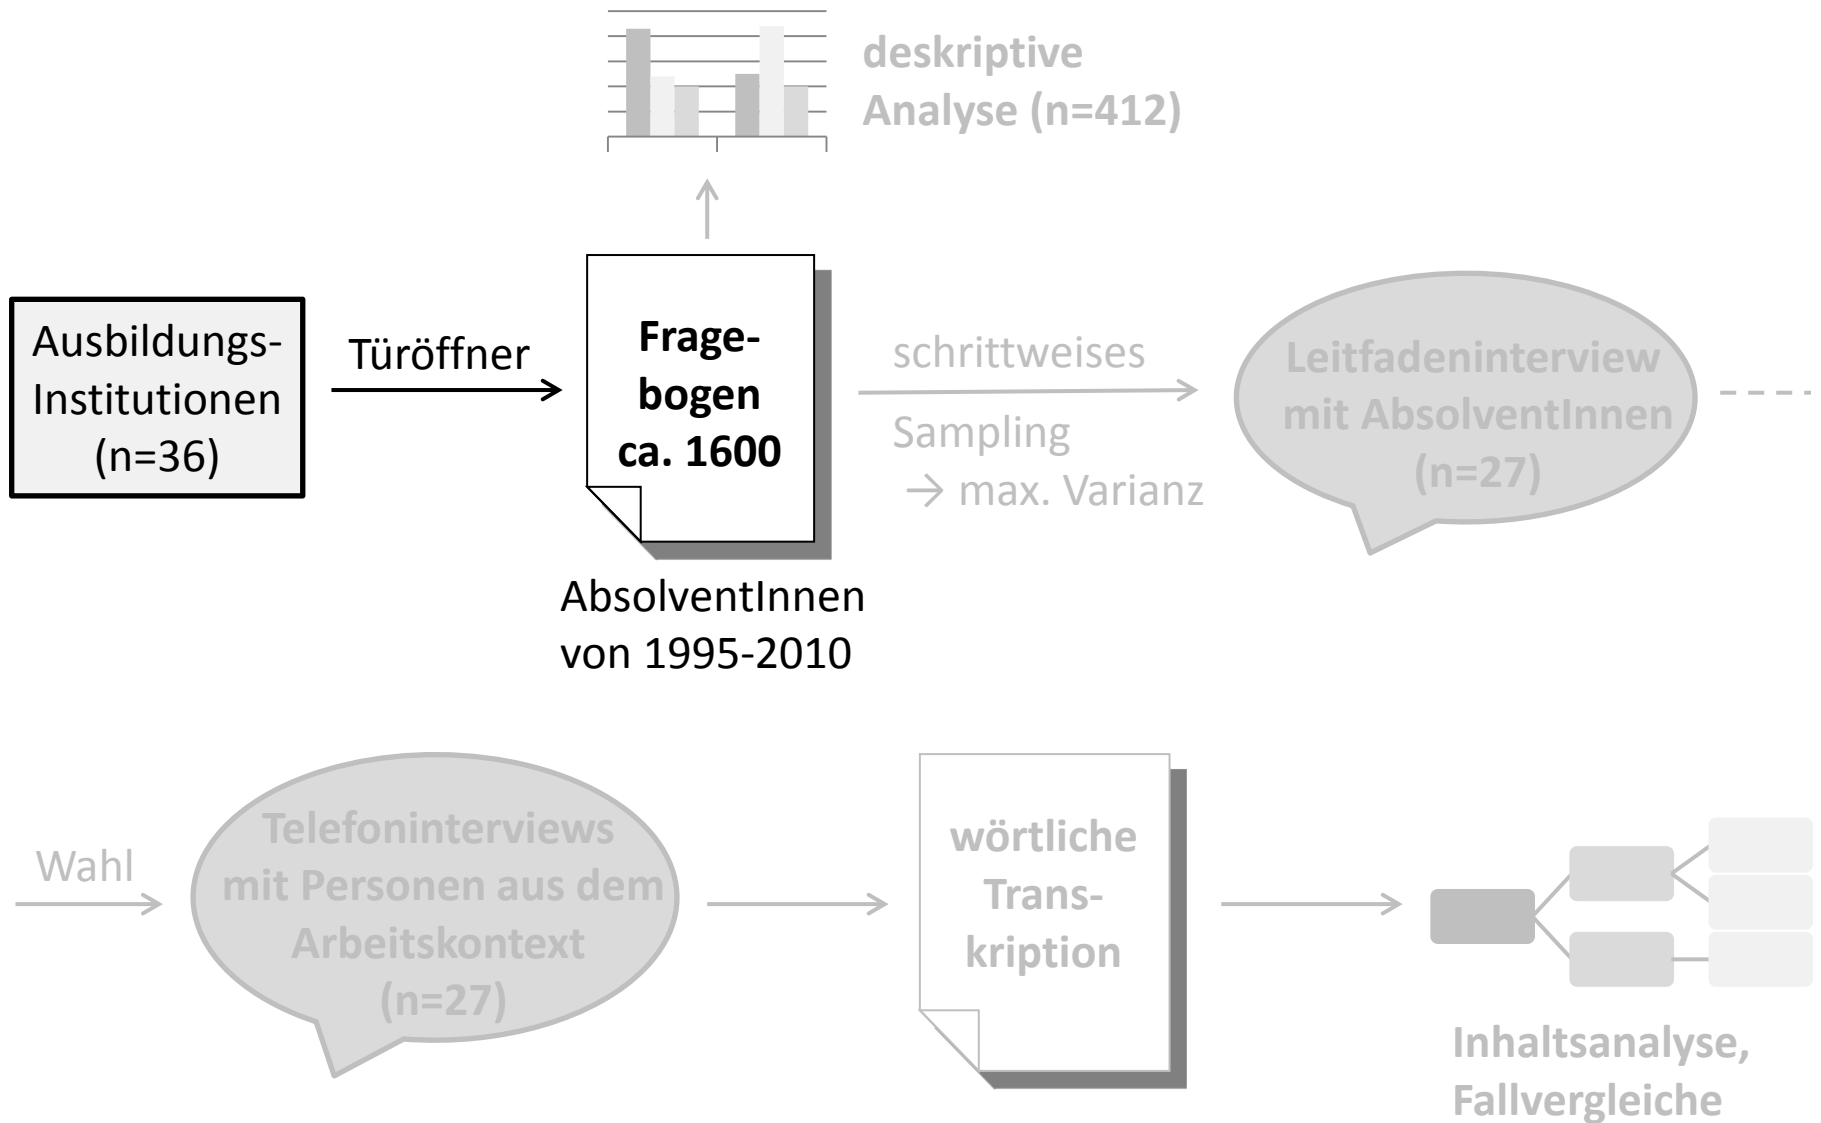 deskriptive
Analyse (n=412)
Ausbildungs-
Institutionen
(n=36)
Türöffner
Frage-
bogen
ca. 1600
AbsolventInnen
von 1995-2010
schrittweises
Sampling
→ max. Varianz
Leitfadeninterview
mit AbsolventInnen
(n=27)
Wahl
Telefoninterviews
mit Personen aus dem
Arbeitskontext
(n=27)
wörtliche
Trans-
kription
Inhaltsanalyse,
Fallvergleiche